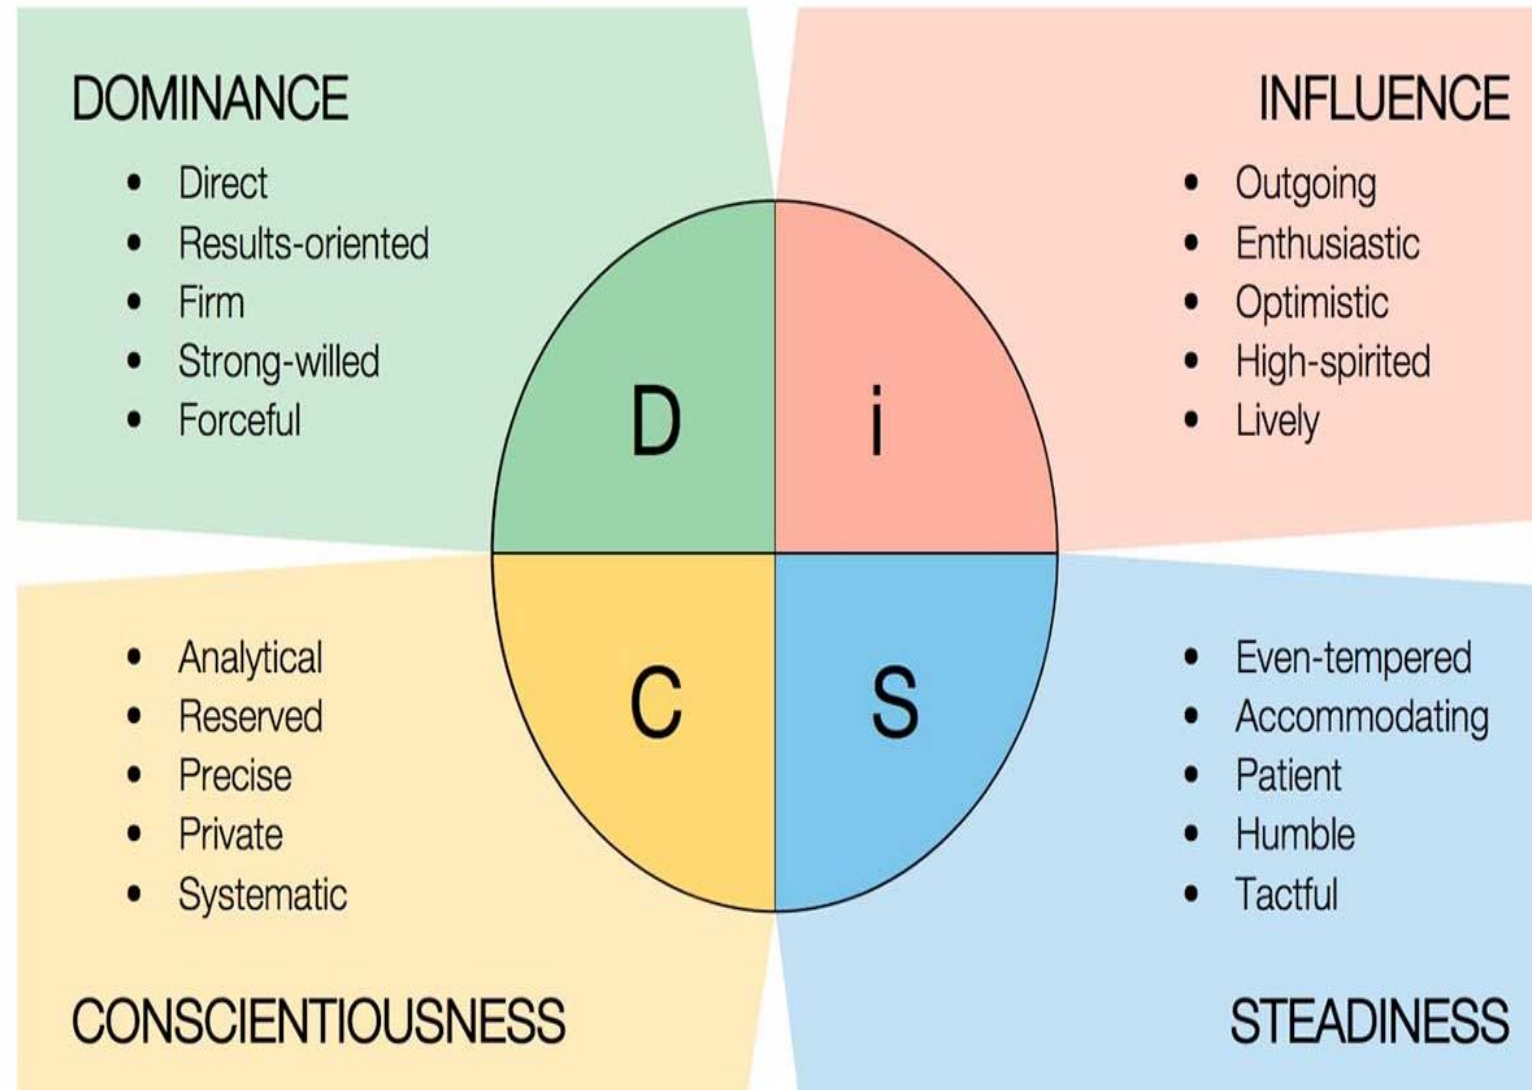 DOMINANCE
• Direct
• Results-oriented
• Firm
• Strong-willed
• Forceful
INFLUENCE
• Outgoing
• Enthusiastic
• Optimistic
• High-spirited
• Lively
D
i
C
S
• Analytical
• Reserved
• Precise
• Private
• Systematic
CONSCIENTIOUSNESS
• Even-tempered
• Accommodating
• Patient
• Humble
• Tactful
STEADINESS